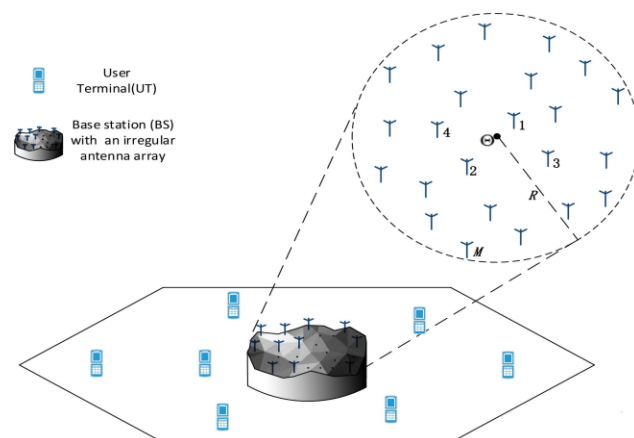 User
Terminal(UT)
Base station (BS)
with an irregular
antenna array
1
4
Θ
3
2
R
M